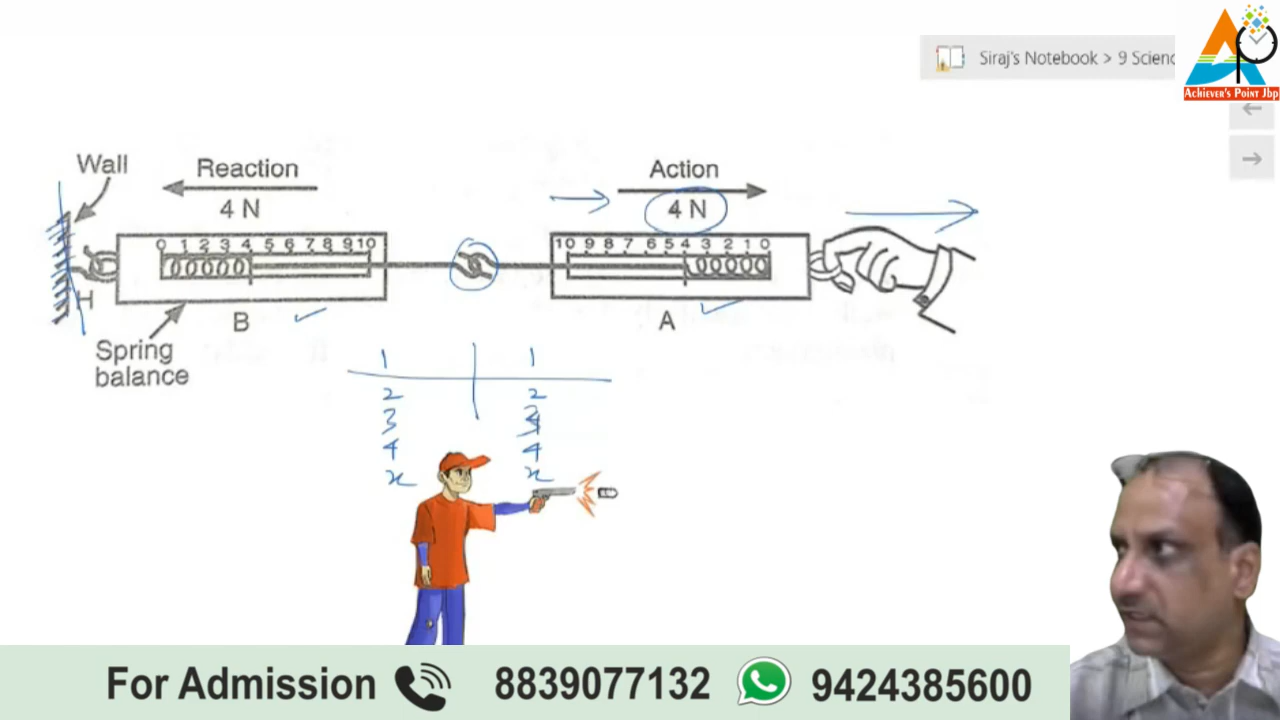 Siraj's Notebook > 9 Scienc
ACHIEVER'S POINT JBP
Wall
Reaction
4 N
Action
4 N
0 1 2 3 4 5 6 7 8 9 10
10 9 8 7 6 5 4 3 2 1 0
H
B
A
Spring
balance
1 1
2 2
3
4 4
x x
For Admission 8839077132 9424385600